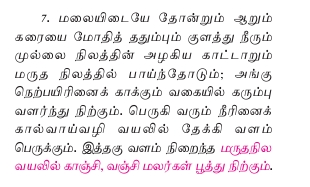 7. மலையிடையே தோன்றும் ஆறும்
கரையை மோதித் ததும்பும் குளத்து நீரும்
முல்லை நிலத்தின் அழகிய காட்டாறும்
மருத நிலத்தில் பாய்ந்தோடும்; அங்கு
நெற்பயிரினைக் காக்கும் வகையில் கரும்பு
வளர்ந்து நிற்கும். பெருகி வரும் நீரினைக்
கால்வாய்வழி வயலில் தேக்கி வளம்
பெருக்கும். இத்தகு வளம் நிறைந்த மருதநில
வயலில் காஞ்சி, வஞ்சி மலர்கள் பூத்து நிற்கும்.